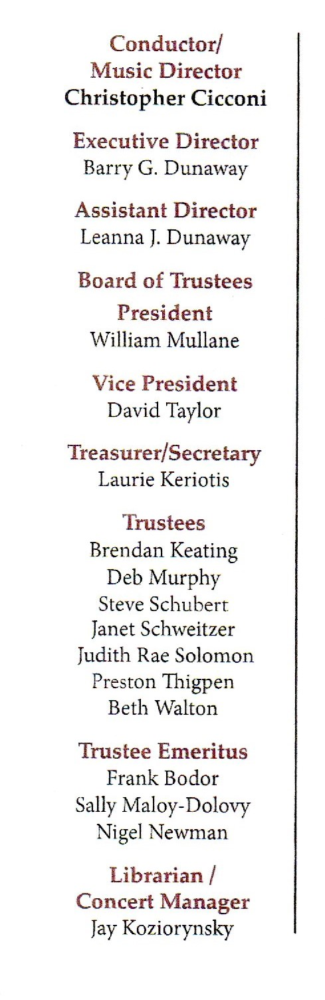 Conductor/
Music Director
Christopher Cicconi
Executive Director
Barry G. Dunaway
Assistant Director
Leanna J. Dunaway
Board of Trustees
President
William Mullane
Vice President
David Taylor
Treasurer/Secretary
Laurie Keriotis
Trustees
Brendan Keating
Deb Murphy
Steve Schubert
Janet Schweitzer
Judith Rae Solomon
Preston Thigpen
Beth Walton
Trustee Emeritus
Frank Bodor
Sally Maloy-Dolovy
Nigel Newman
Librarian /
Concert Manager
Jay Koziorynsky